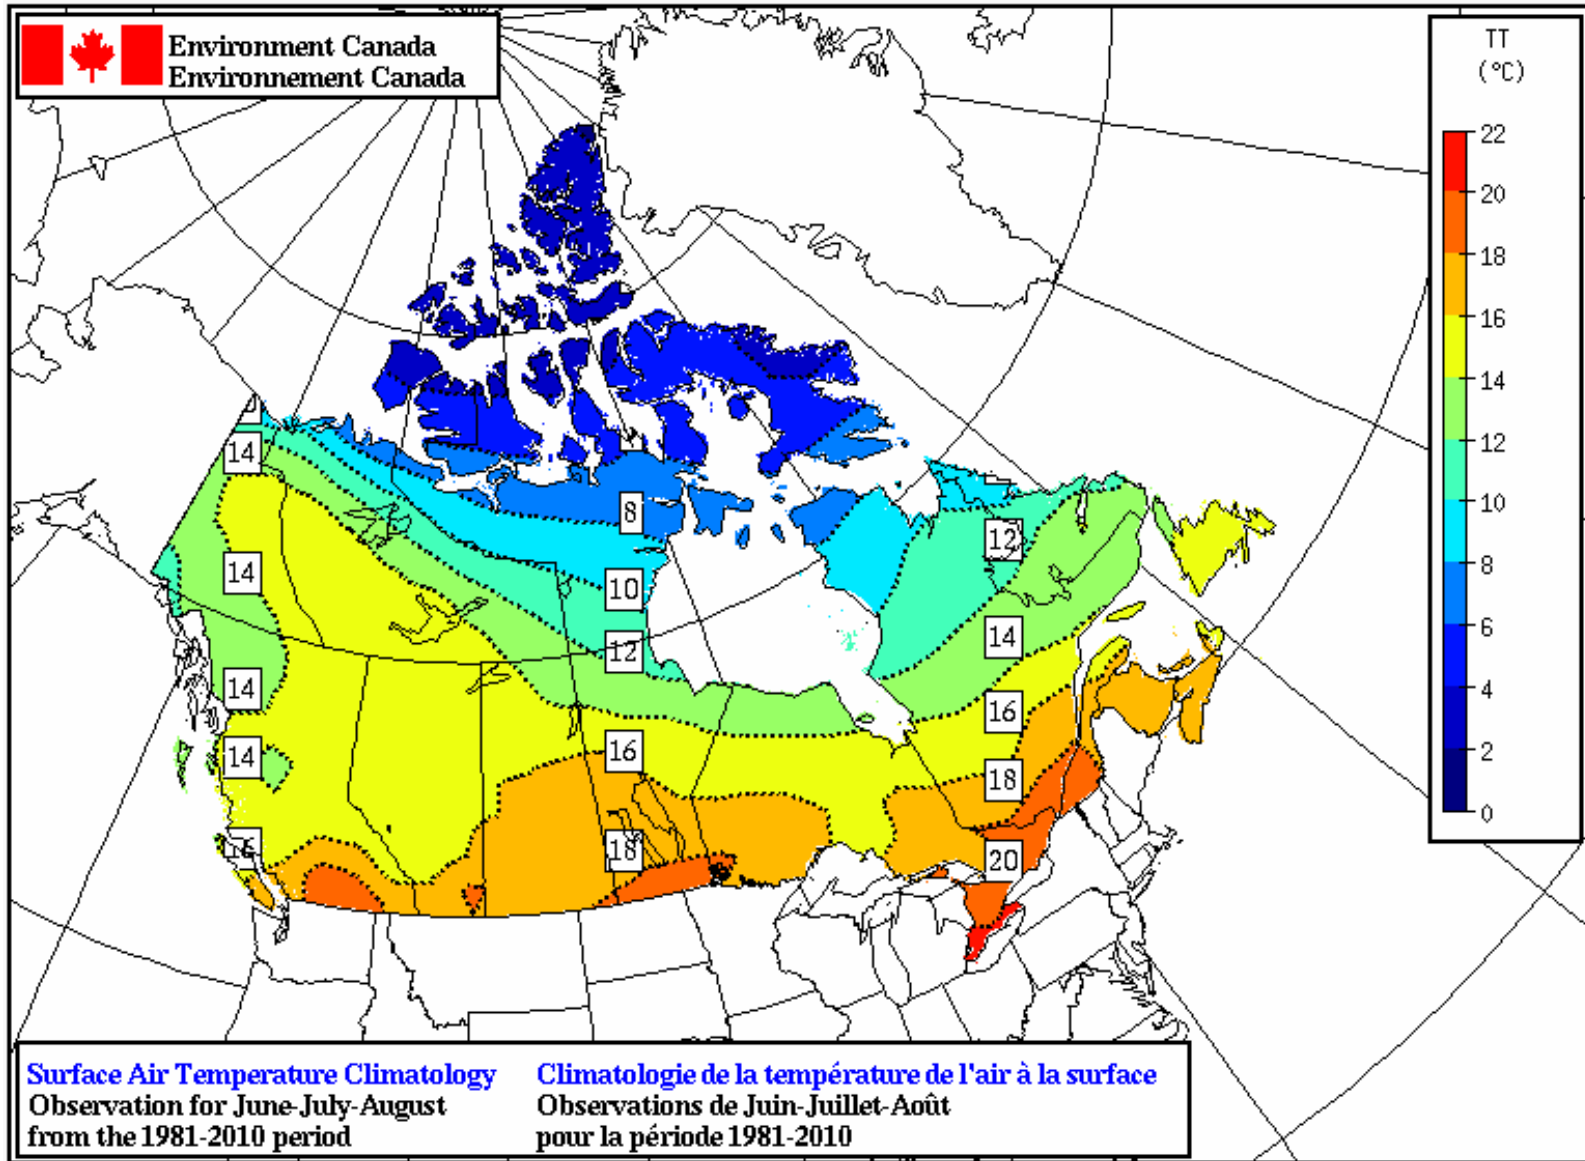 Environment Canada
Environnement Canada
TT
(°C)
22
20
18
16
14
12
10
8
6
4
2
0
14
8
12
14
10
14
12
14
16
16
14
18
16
18
20
Surface Air Temperature Climatology
Observation for June-July-August
from the 1981-2010 period
Climatologie de la température de l'air à la surface
Observations de Juin-Juillet-Août
pour la période 1981-2010